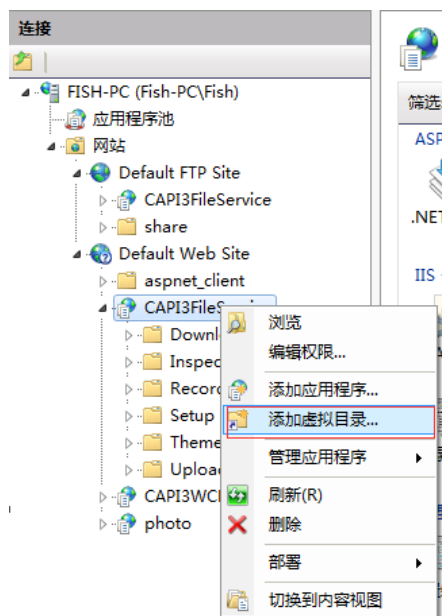 连接
FISH-PC (Fish-PC\Fish)
应用程序池
网站
Default FTP Site
CAPI3FileService
share
Default Web Site
aspnet_client
CAPI3FileS
Downl
Inspec
Record
Setup
Theme
Uploa
CAPI3WC
photo
浏览
编辑权限...
添加应用程序...
添加虚拟目录...
管理应用程序
刷新(R)
删除
部署
切换到内容视图
筛选
ASP
.NET
IIS